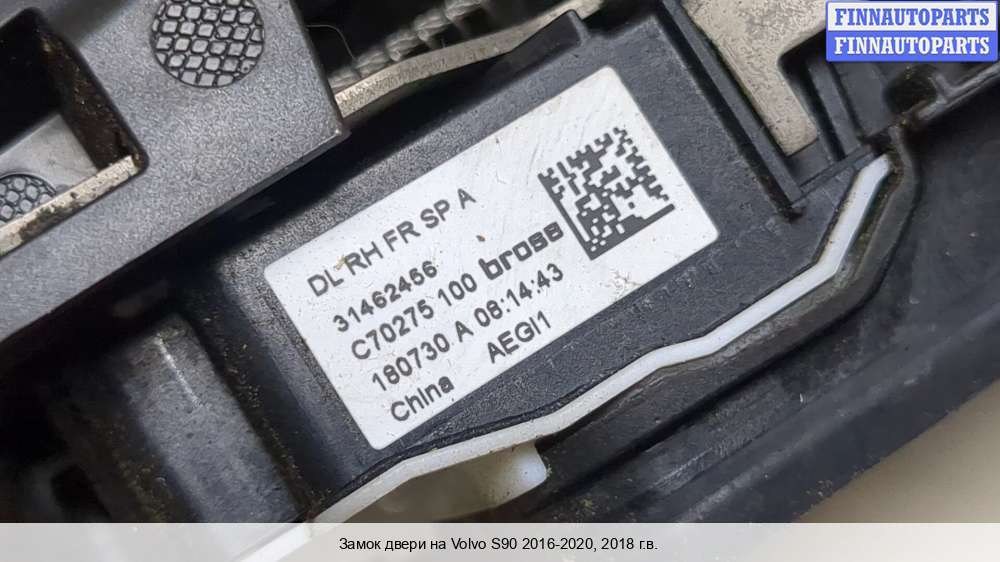 FINNAUTOPARTS
FINNAUTOPARTS
DL RH FR SP A
31462456
C70275 100 brose
180730 A 08:14:43
China AEGI1
Замок двери на Volvo S90 2016-2020, 2018 г.в.